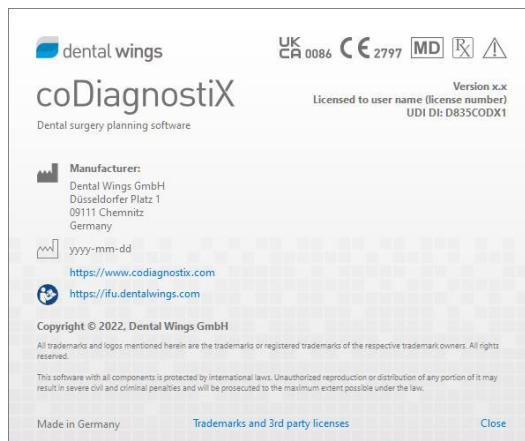 dental wings
UK
CA 0086 CE 2797 MD Rx
coDiagnostiX
Version x.x
Licensed to user name (license number)
UDI DI: D835CODX1
Dental surgery planning software
Manufacturer:
Dental Wings GmbH
Düsseldorfer Platz 1
09111 Chemnitz
Germany
yyyy-mm-dd
https://www.codiagnostix.com
https://ifu.dentalwings.com
Copyright © 2022, Dental Wings GmbH
All trademarks and logos mentioned herein are the trademarks or registered trademarks of the respective trademark owners. All rights
reserved.
This software with all components is protected by international laws. Unauthorized reproduction or distribution of any portion of it may
result in severe civil and criminal penalties and will be prosecuted to the maximum extent possible under the law.
Made in Germany
Trademarks and 3rd party licenses
Close